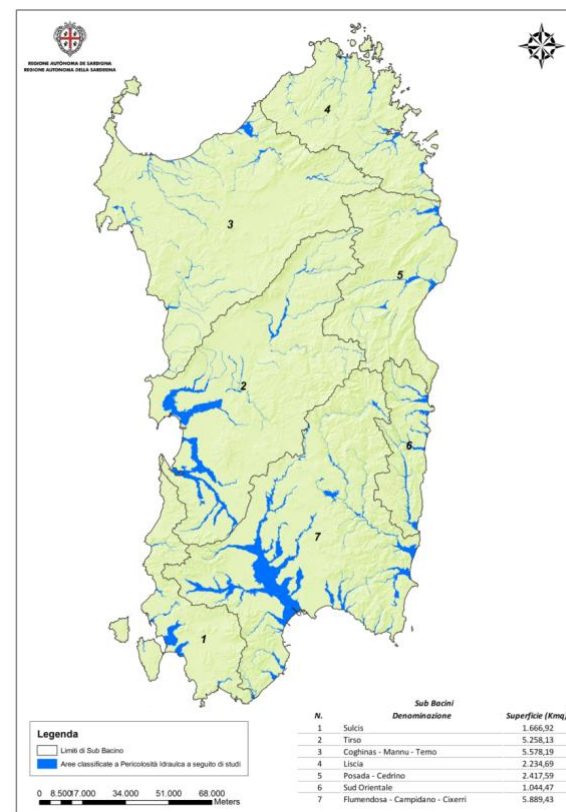 REGIONE AUTÒNOMA DE SARDIGNA
REGIONE AUTONOMA DELLA SARDEGNA
4
3
5
2
6
7
1
Legenda
Limiti di Sub Bacino
Aree classificate a Pericolosità Idraulica a seguito di studi
0 8.50017.000 34.000 51.000 68.000
Meters
Sub Bacini
N. Denominazione Superficie (Kmq)
1 Sulcis 1.666,92
2 Tirso 5.258,13
3 Coghinas - Mannu - Temo 5.578,19
4 Liscia 2.234,69
5 Posada - Cedrino 2.417,59
6 Sud Orientale 1.044,47
7 Flumendosa - Campidano - Cixerri 5.889,43